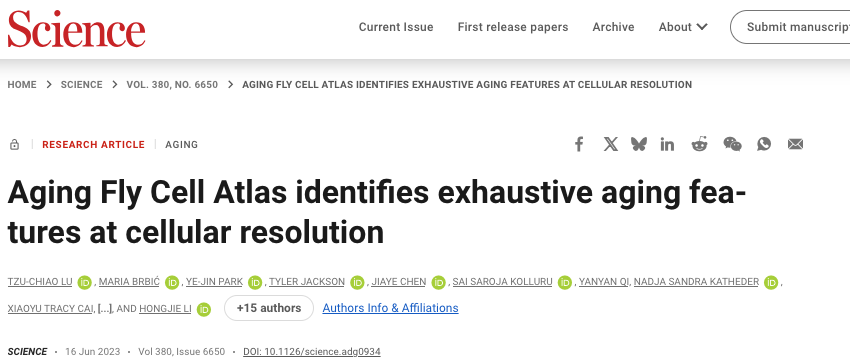 Science
Current Issue First release papers Archive About Submit manuscript
HOME > SCIENCE > VOL. 380, NO. 6650 > AGING FLY CELL ATLAS IDENTIFIES EXHAUSTIVE AGING FEATURES AT CELLULAR RESOLUTION
RESEARCH ARTICLE | AGING
Aging Fly Cell Atlas identifies exhaustive aging fea-
tures at cellular resolution
TZU-CHIAO LU, MARIA BRBIĆ, YE-JIN PARK, TYLER JACKSON, JIAYE CHEN, SAI SAROJA KOLLURU, YANYAN QI, NADJA SANDRA KATHEDER,
XIAOYU TRACY CAI, [...], AND HONGJIE LI +15 authors Authors Info & Affiliations
SCIENCE • 16 Jun 2023 • Vol 380, Issue 6650 • DOI: 10.1126/science.adg0934